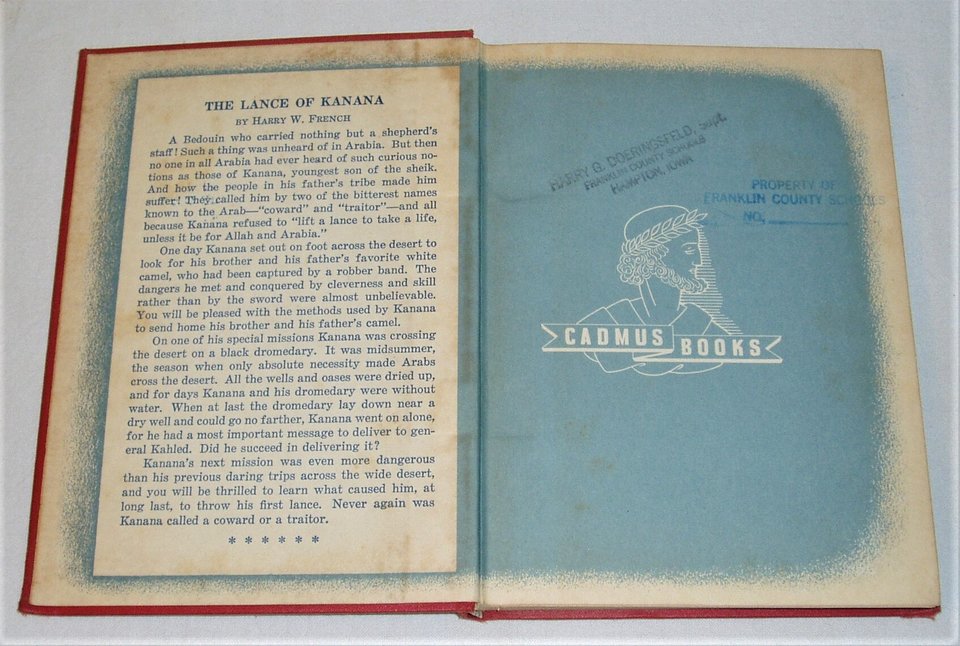 THE LANCE OF KANANA
BY HARRY W. FRENCH
A Bedouin who carried nothing but a shepherd's
staff! Such a thing was unheard of in Arabia. But then
no one in all Arabia had ever heard of such curious no-
tions as those of Kanana, youngest son of the sheik.
And how the people in his father's tribe made him
suffer! They called him by two of the bitterest names
known to the Arab—"coward" and "traitor"—and all
because Kanana refused to "lift a lance to take a life,
unless it be for Allah and Arabia."
One day Kanana set out on foot across the desert to
look for his brother and his father's favorite white
camel, who had been captured by a robber band. The
dangers he met and conquered by cleverness and skill
rather than by the sword were almost unbelievable.
You will be pleased with the methods used by Kanana
to send home his brother and his father's camel.
On one of his special missions Kanana was crossing
the desert on a black dromedary. It was midsummer,
the season when only absolute necessity made Arabs
cross the desert. All the wells and oases were dried up,
and for days Kanana and his dromedary were without
water. When at last the dromedary lay down near a
dry well and could go no farther, Kanana went on alone,
for he had a most important message to deliver to gen-
eral Kahled. Did he succeed in delivering it?
Kanana's next mission was even more dangerous
than his previous daring trips across the wide desert,
and you will be thrilled to learn what caused him, at
long last, to throw his first lance. Never again was
Kanana called a coward or a traitor.
* * * * * *
HARRY G. DOERINGSFELD, Supt.
FRANKLIN COUNTY SCHOOLS
HAMPTON, IOWA
PROPERTY OF
FRANKLIN COUNTY SCHOOLS
NO.
CADMUS BOOKS